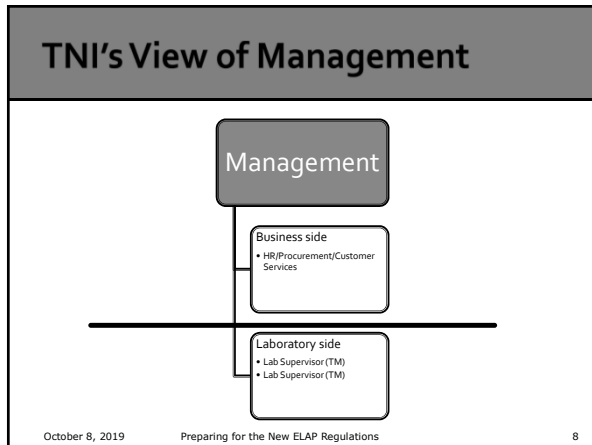 TNI's View of Management
Management
Business side
• HR/Procurement/Customer
Services
Laboratory side
• Lab Supervisor (TM)
• Lab Supervisor (TM)
October 8, 2019 Preparing for the New ELAP Regulations 8